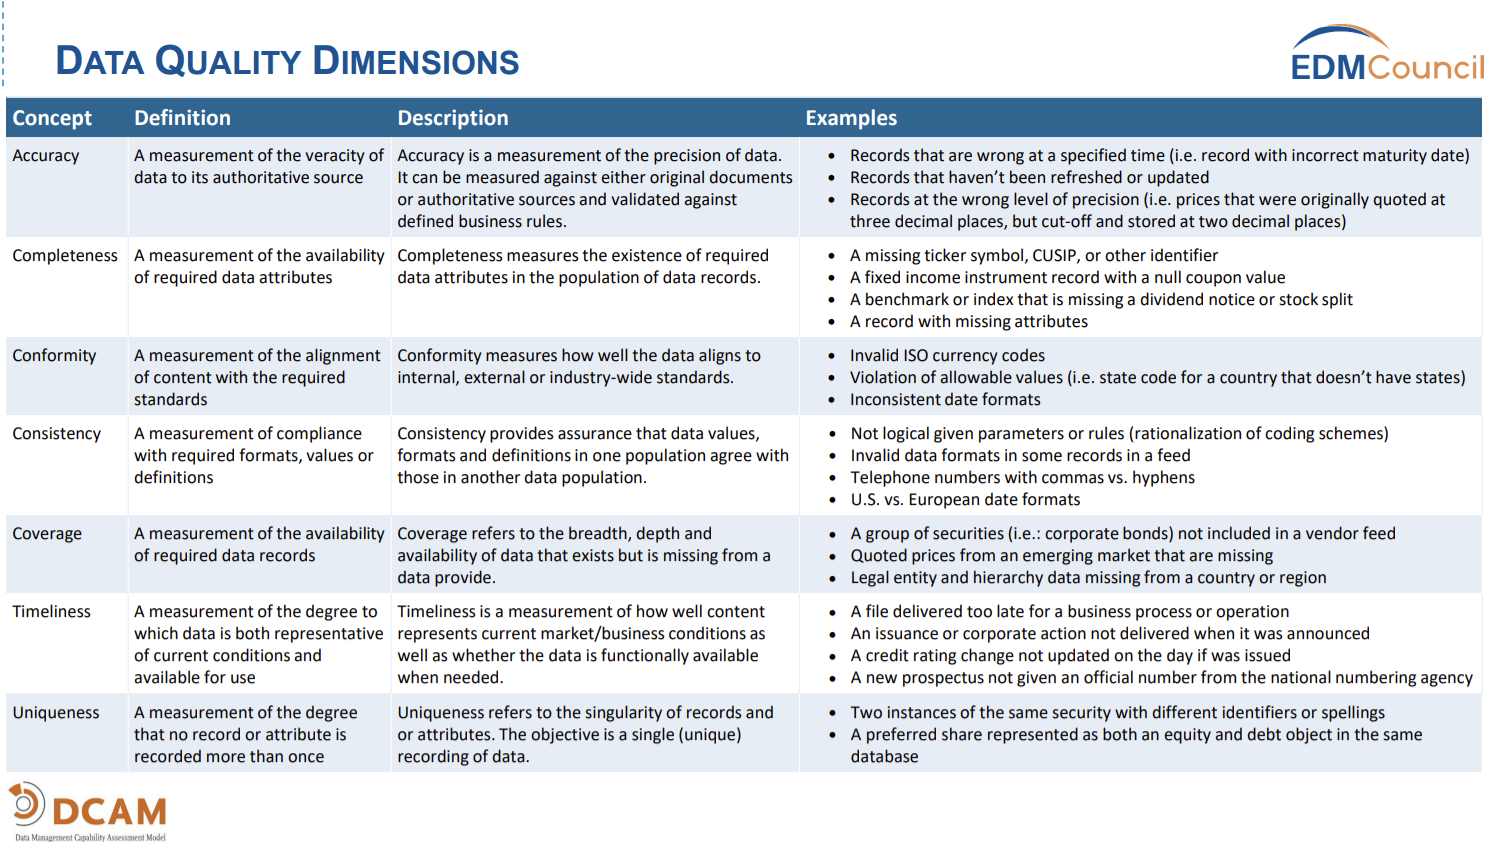 DATA QUALITY DIMENSIONS
EDMCouncil
Concept Definition Description Examples
Accuracy
A measurement of the veracity of
data to its authoritative source
Accuracy is a measurement of the precision of data.
It can be measured against either original documents
or authoritative sources and validated against
defined business rules.
• Records that are wrong at a specified time (i.e. record with incorrect maturity date)
• Records that haven't been refreshed or updated
• Records at the wrong level of precision (i.e. prices that were originally quoted at
three decimal places, but cut-off and stored at two decimal places)
Completeness
A measurement of the availability
of required data attributes
Completeness measures the existence of required
data attributes in the population of data records.
• A missing ticker symbol, CUSIP, or other identifier
• A fixed income instrument record with a null coupon value
• A benchmark or index that is missing a dividend notice or stock split
• A record with missing attributes
Conformity
A measurement of the alignment
of content with the required
standards
Conformity measures how well the data aligns to
internal, external or industry-wide standards.
• Invalid ISO currency codes
• Violation of allowable values (i.e. state code for a country that doesn't have states)
• Inconsistent date formats
Consistency
A measurement of compliance
with required formats, values or
definitions
Consistency provides assurance that data values,
formats and definitions in one population agree with
those in another data population.
• Not logical given parameters or rules (rationalization of coding schemes)
• Invalid data formats in some records in a feed
• Telephone numbers with commas vs. hyphens
• U.S. vs. European date formats
Coverage
A measurement of the availability
of required data records
Coverage refers to the breadth, depth and
availability of data that exists but is missing from a
data provide.
• A group of securities (i.e.: corporate bonds) not included in a vendor feed
• Quoted prices from an emerging market that are missing
• Legal entity and hierarchy data missing from a country or region
Timeliness
A measurement of the degree to
which data is both representative
of current conditions and
available for use
Timeliness is a measurement of how well content
represents current market/business conditions as
well as whether the data is functionally available
when needed.
• A file delivered too late for a business process or operation
• An issuance or corporate action not delivered when it was announced
• A credit rating change not updated on the day if was issued
• A new prospectus not given an official number from the national numbering agency
Uniqueness
A measurement of the degree
that no record or attribute is
recorded more than once
Uniqueness refers to the singularity of records and
or attributes. The objective is a single (unique)
recording of data.
• Two instances of the same security with different identifiers or spellings
• A preferred share represented as both an equity and debt object in the same
database
DCAM
Data Management Capability Assessment Model